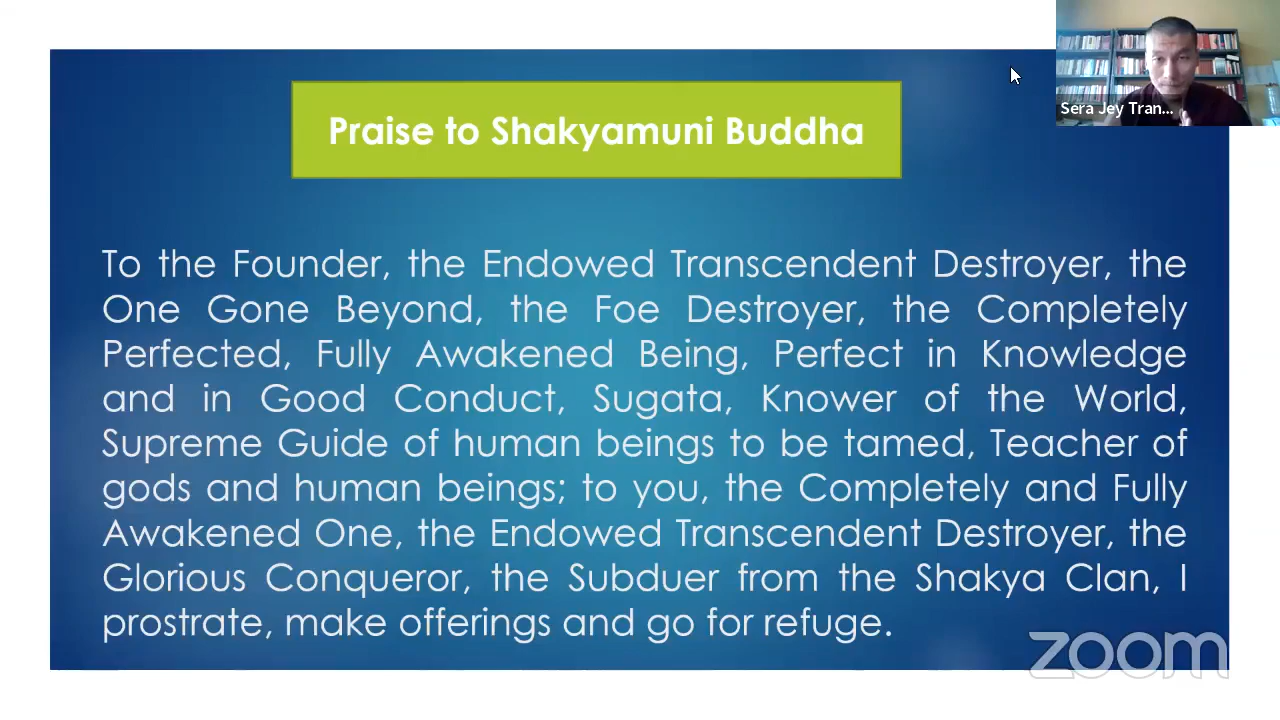 Praise to Shakyamuni Buddha
Sera Jey Tran...
To the Founder, the Endowed Transcendent Destroyer, the
One Gone Beyond, the Foe Destroyer, the Completely
Perfected, Fully Awakened Being, Perfect in Knowledge
and in Good Conduct, Sugata, Knower of the World,
Supreme Guide of human beings to be tamed, Teacher of
gods and human beings; to you, the Completely and Fully
Awakened One, the Endowed Transcendent Destroyer, the
Glorious Conqueror, the Subduer from the Shakya Clan, I
prostrate, make offerings and go for refuge.
zoom